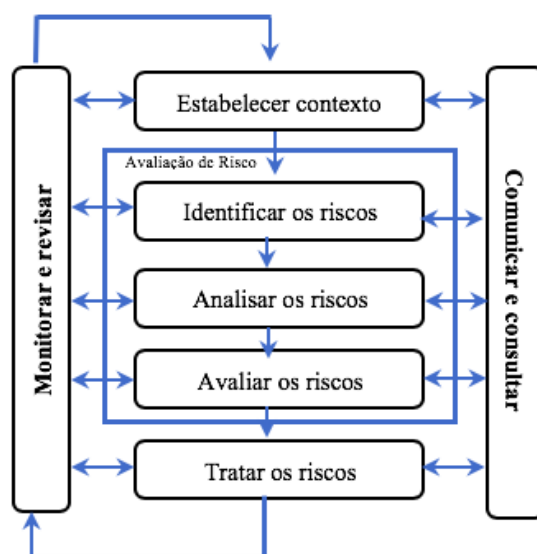 Estabelecer contexto
Avaliação de Risco
Identificar os riscos
Analisar os riscos
Avaliar os riscos
Tratar os riscos
Monitorar e revisar
Comunicar e consultar